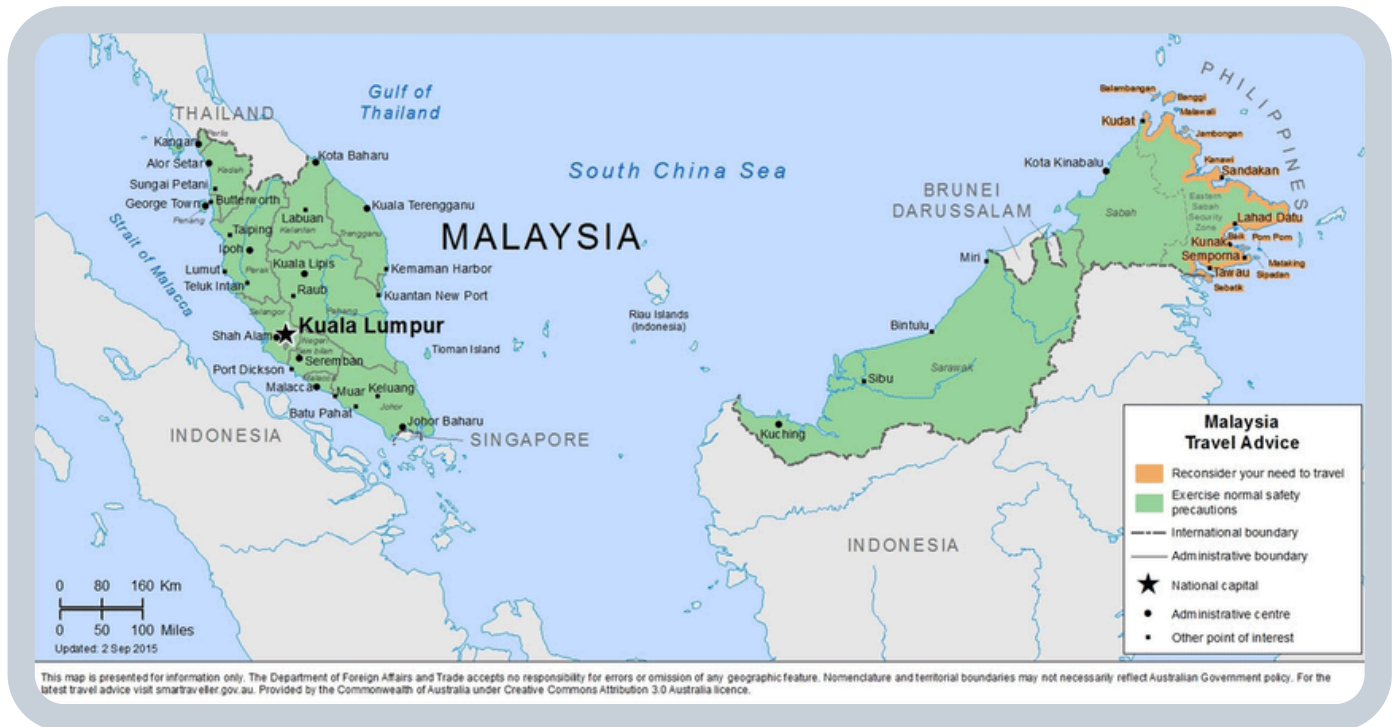 PHILIPPINES
Gulf of
Thailand
THAILAND
Perlis
Kangar
Alor Setar
Kedah
Sungai Petani
George Town
Butterworth
Penang
Kota Baharu
Kuala Terengganu
Labuan
Kelantan
Trengganu
Taiping
Ipoh
Perak
Lumut
Teluk Intan
Kuala Lipis
Raub
Pahang
Kemaman Harbor
Kuantan New Port
Strait of Malacca
Selangor
Shah Alam
Kuala Lumpur
Negeri
Sembilan
Seremban
Port Dickson
Malacca
Malacca
Muar
Keluang
Batu Pahat
Johor
Johor Baharu
Tioman Island
SINGAPORE
INDONESIA
MALAYSIA
South China Sea
Riau Islands
(Indonesia)
BRUNEI
DARUSSALAM
Balambangan
Banggi
Malawali
Kudat
Jambongan
Kota Kinabalu
Sandakan
Sabah
Eastern
Sabah
Security
Zone
Lahad Datu
Baik
Pom Pom
Kunak
Semporna
Mataking
Sipadan
Tawau
Sebatik
Miri
Bintulu
Sibu
Sarawak
Kuching
INDONESIA
Malaysia
Travel Advice
Reconsider your need to travel
Exercise normal safety
precautions
International boundary
Administrative boundary
National capital
Administrative centre
Other point of interest
0 80 160 Km
0 50 100 Miles
Updated: 2 Sep 2015
This map is presented for information only. The Department of Foreign Affairs and Trade accepts no responsibility for errors or omission of any geographic feature. Nomenclature and territorial boundaries may not necessarily reflect Australian Government policy. For the
latest travel advice visit smartraveller.gov.au. Provided by the Commonwealth of Australia under Creative Commons Attribution 3.0 Australia licence.